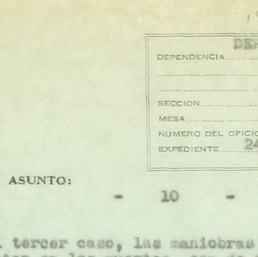 DEP
DEPENDENCIA
SECCION
MESA
NUMERO DEL OFICIO
EXPEDIENTE 24
ASUNTO:
- 10 -
tercer caso, las maniobras